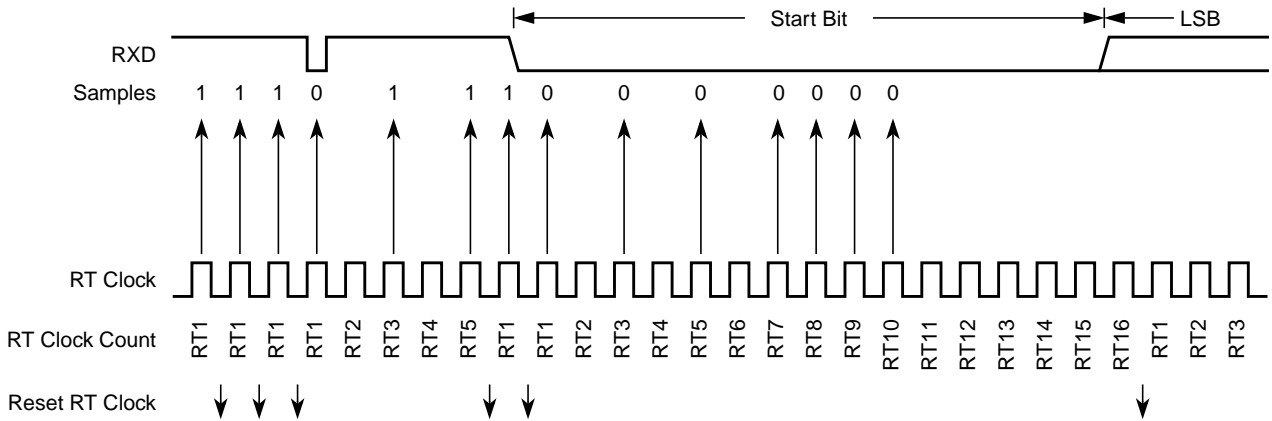 Start Bit LSB
RXD
Samples 1 1 1 0 1 1 1 0 0 0 0 0 0 0
RT Clock
RT Clock Count RT1 RT1 RT1 RT1 RT2 RT3 RT4 RT5 RT1 RT1 RT2 RT3 RT4 RT5 RT6 RT7 RT8 RT9 RT10 RT11 RT12 RT13 RT14 RT15 RT16 RT1 RT2 RT3
Reset RT Clock